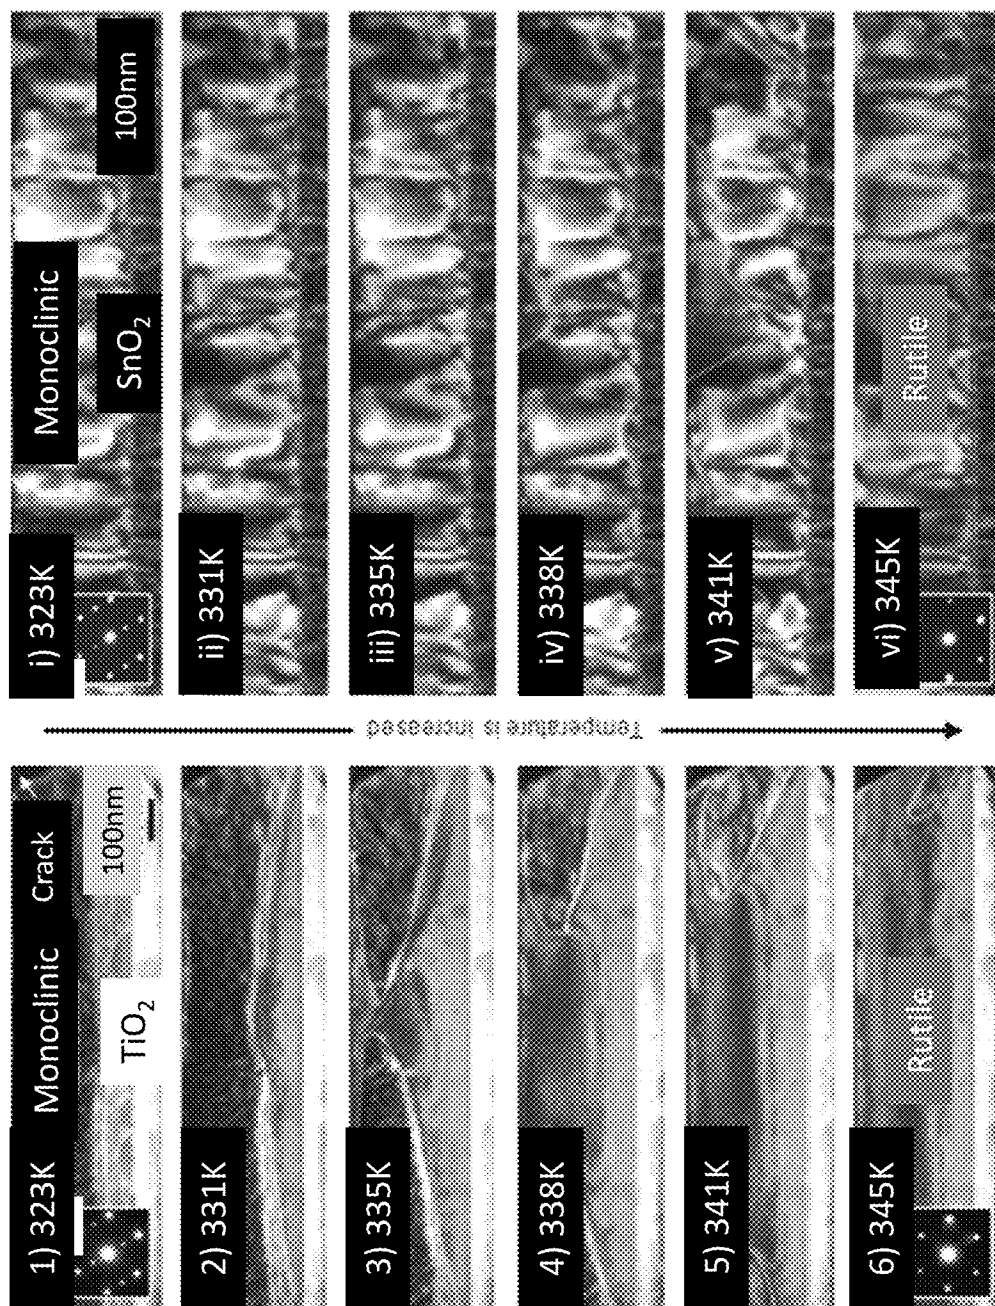 1) 323K
Monoclinic
Crack
TiO₂
100nm
2) 331K
3) 335K
4) 338K
5) 341K
6) 345K
Rutile
Temperature is increased
i) 323K
Monoclinic
SnO₂
100nm
ii) 331K
iii) 335K
iv) 338K
v) 341K
vi) 345K
Rutile